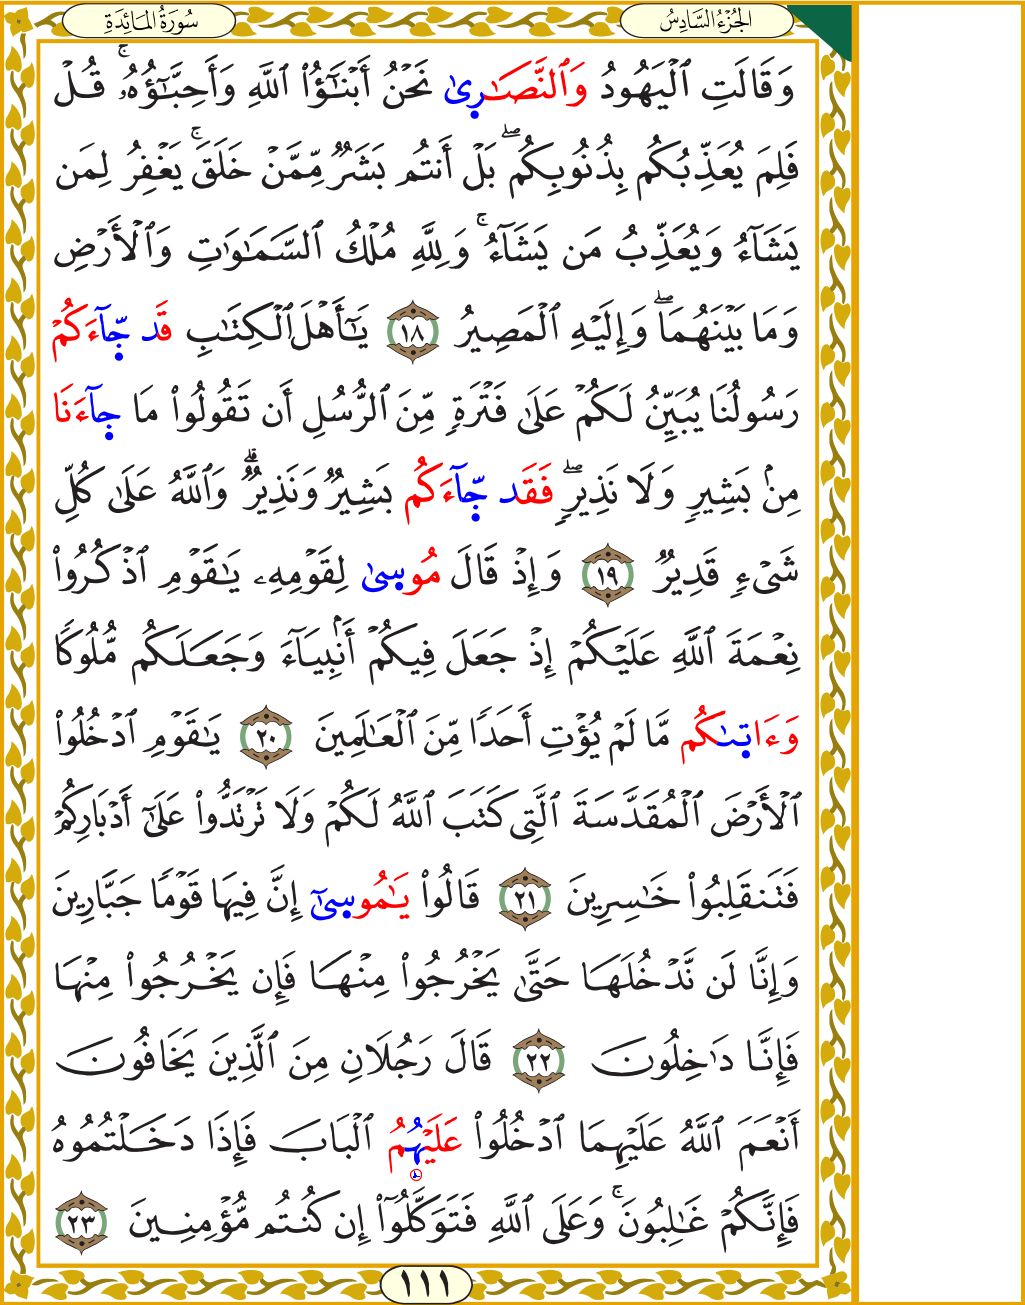 الجُزْءُ السَّادِسُ
سُورَةُ المَائِدَةِ
وَقَالَتِ ٱلْيَهُودُ وَٱلنَّصَٰرِىٰ نَحْنُ أَبْنَٰٓؤُا۟ ٱللَّهِ وَأَحِبَّٰٓؤُهُۥ ۚ قُلْ
فَلِمَ يُعَذِّبُكُم بِذُنُوبِكُم ۖ بَلْ أَنتُم بَشَرٌ مِّمَّنْ خَلَقَ ۚ يَغْفِرُ لِمَن
يَشَآءُ وَيُعَذِّبُ مَن يَشَآءُ ۚ وَلِلَّهِ مُلْكُ ٱلسَّمَٰوَٰتِ وَٱلْأَرْضِ
وَمَا بَيْنَهُمَا ۖ وَإِلَيْهِ ٱلْمَصِيرُ ١٨ يَٰٓأَهْلَ ٱلْكِتَٰبِ قَد جَّآءَكُمْ
رَسُولُنَا يُبَيِّنُ لَكُمْ عَلَىٰ فَتْرَةٍ مِّنَ ٱلرُّسُلِ أَن تَقُولُوا۟ مَا جَآءَنَا
مِنۢ بَشِيرٍ وَلَا نَذِيرٍ ۖ فَقَد جَّآءَكُم بَشِيرٌ وَنَذِيرٌ ۗ وَٱللَّهُ عَلَىٰ كُلِّ
شَىْءٍ قَدِيرٌ ١٩ وَإِذْ قَالَ مُوسِىٰ لِقَوْمِهِۦ يَٰقَوْمِ ٱذْكُرُوا۟
نِعْمَةَ ٱللَّهِ عَلَيْكُمْ إِذْ جَعَلَ فِيكُمْ أَنۢبِيَآءَ وَجَعَلَكُم مُّلُوكًا
وَءَاتِىٰكُم مَّا لَمْ يُؤْتِ أَحَدًا مِّنَ ٱلْعَٰلَمِينَ ٢٠ يَٰقَوْمِ ٱدْخُلُوا۟
ٱلْأَرْضَ ٱلْمُقَدَّسَةَ ٱلَّتِى كَتَبَ ٱللَّهُ لَكُمْ وَلَا تَرْتَدُّوا۟ عَلَىٰٓ أَدْبَارِكُمْ
فَتَنقَلِبُوا۟ خَٰسِرِينَ ٢١ قَالُوا۟ يَٰمُوسِىٰٓ إِنَّ فِيهَا قَوْمًا جَبَّارِينَ
وَإِنَّا لَن نَّدْخُلَهَا حَتَّىٰ يَخْرُجُوا۟ مِنْهَا فَإِن يَخْرُجُوا۟ مِنْهَا
فَإِنَّا دَٰخِلُونَ ٢٢ قَالَ رَجُلَانِ مِنَ ٱلَّذِينَ يَخَافُونَ
أَنْعَمَ ٱللَّهُ عَلَيْهِمَا ٱدْخُلُوا۟ عَلَيْهُمُ ٱلْبَابَ فَإِذَا دَخَلْتُمُوهُ
فَإِنَّكُمْ غَٰلِبُونَ ۚ وَعَلَى ٱللَّهِ فَتَوَكَّلُوٓا۟ إِن كُنتُم مُّؤْمِنِينَ ٢٣
١١١